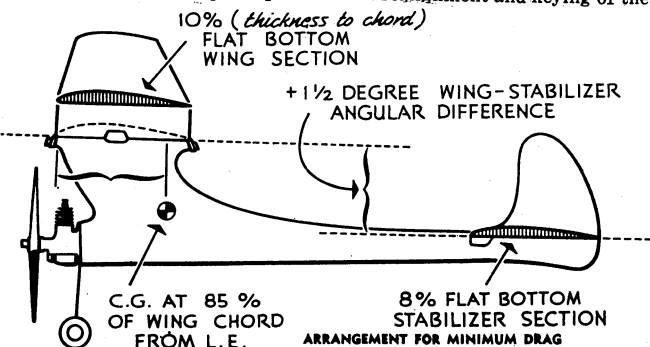 10% (thickness to chord)
FLAT BOTTOM
WING SECTION
+1½ DEGREE WING-STABILIZER
ANGULAR DIFFERENCE
C.G. AT 85%
OF WING CHORD
FROM L.E.
8% FLAT BOTTOM
STABILIZER SECTION
ARRANGEMENT FOR MINIMUM DRAG